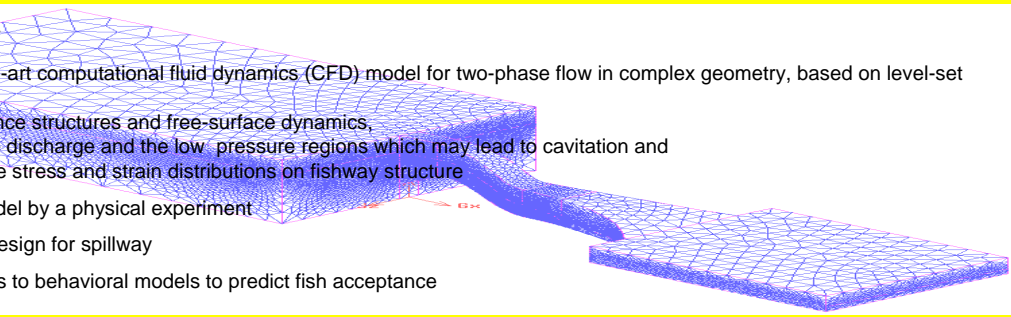 -art computational fluid dynamics (CFD) model for two-phase flow in complex geometry, based on level-set
nce structures and free-surface dynamics,
discharge and the low pressure regions which may lead to cavitation and
e stress and strain distributions on fishway structure
del by a physical experiment
Gx
esign for spillway
s to behavioral models to predict fish acceptance